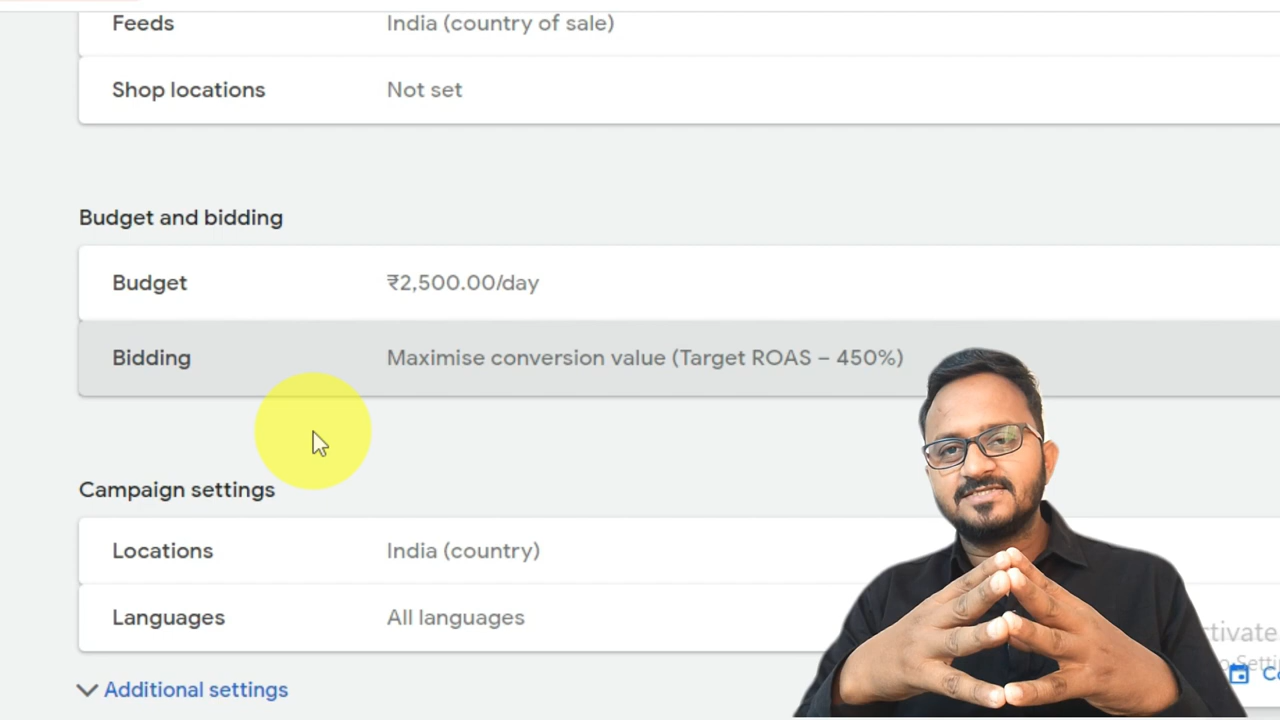 Feeds India (country of sale)
Shop locations Not set
Budget and bidding
Budget ₹2,500.00/day
Bidding Maximise conversion value (Target ROAS – 450%)
Campaign settings
Locations India (country)
Languages All languages
Additional settings